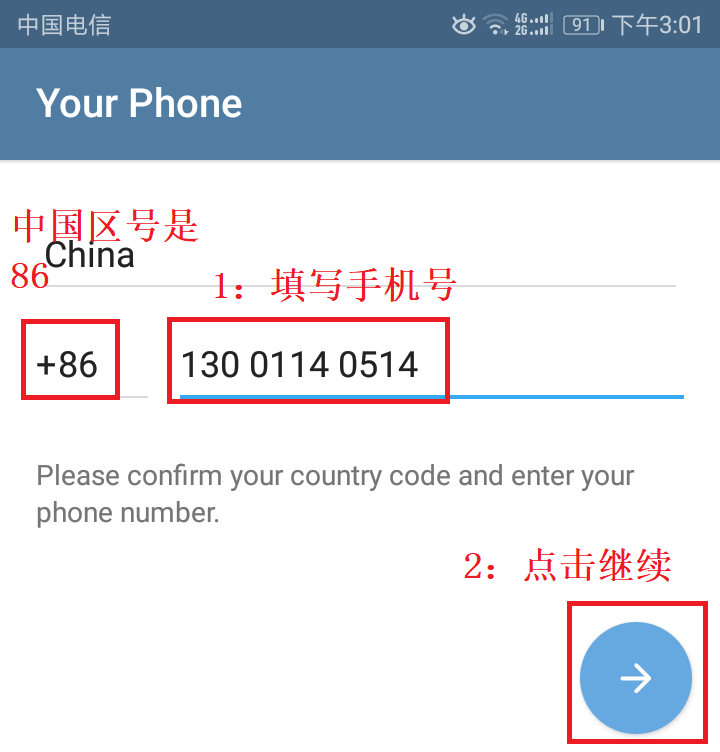 中国电信
4G
2G
91
下午3:01
Your Phone
中国区号是
86
China
1：填写手机号
+86
130 0114 0514
Please confirm your country code and enter your
phone number.
2：点击继续